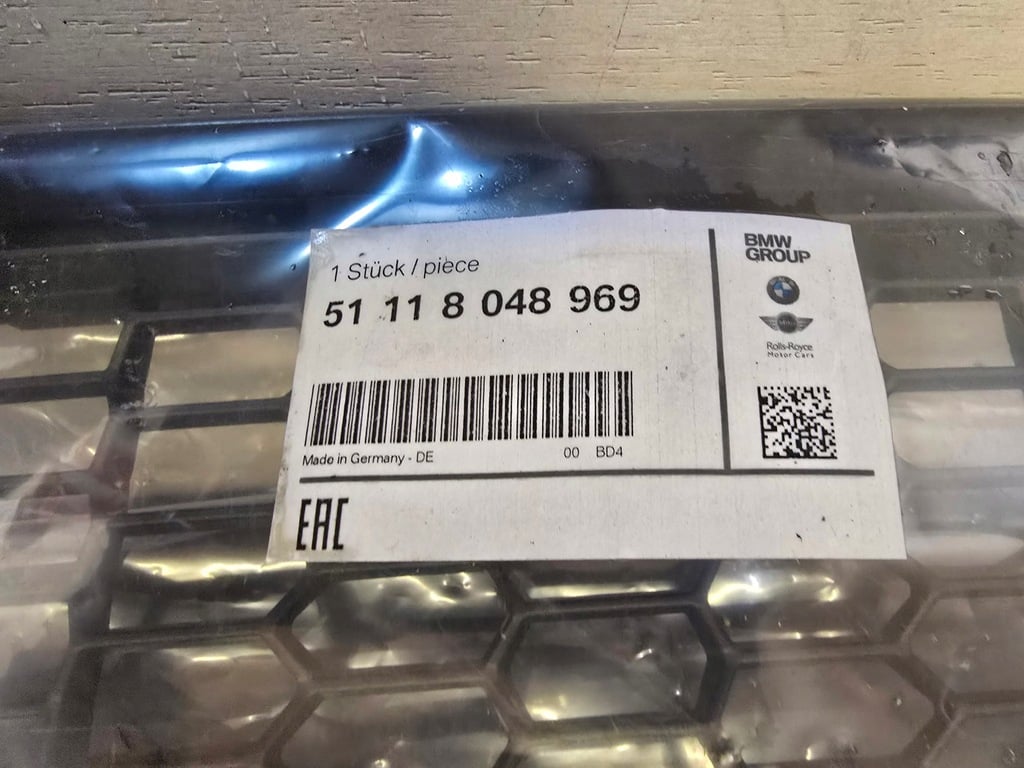 1 Stück / piece
51 11 8 048 969
Made in Germany - DE
00 BD4
EAC
BMW
GROUP
Rolls-Royce
Motor Cars